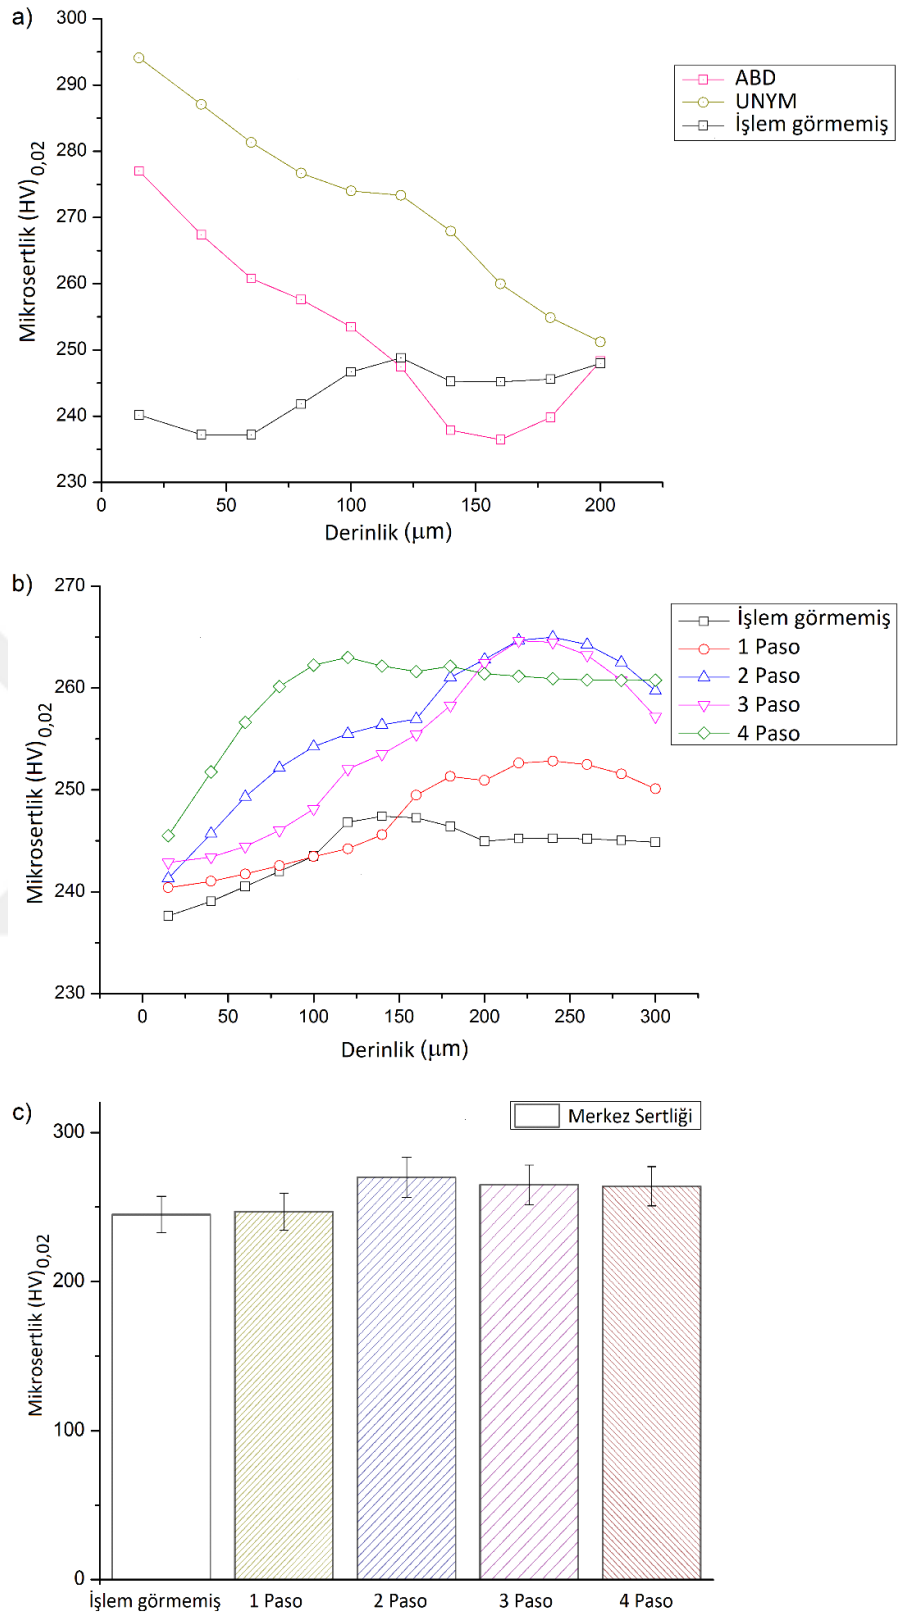 a)
300
290
280
270
260
250
240
230
Mikrosertlik (HV)0,02
0
50
100
150
200
Derinlik (µm)
ABD
UNYM
İşlem görmemiş
b)
270
260
250
240
230
Mikrosertlik (HV)0,02
0
50
100
150
200
250
300
Derinlik (µm)
İşlem görmemiş
1 Paso
2 Paso
3 Paso
4 Paso
c)
300
200
100
0
Mikrosertlik (HV)0,02
Merkez Sertliği
İşlem görmemiş
1 Paso
2 Paso
3 Paso
4 Paso